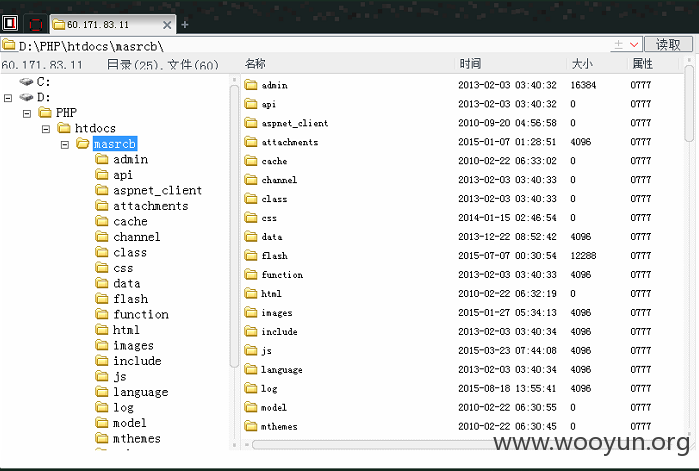 60.171.83.11
D:\PHP\htdocs\masrcb\ 读取
60.171.83.11 目录(25),文件(60) 名称 时间 大小 属性
C:
D:
PHP
htdocs
masrcb
admin
api
aspnet_client
attachments
cache
channel
class
css
data
flash
function
html
images
include
js
language
log
model
mthemes
admin 2013-02-03 03:40:32 16384 0777
api 2013-02-03 03:40:32 0 0777
aspnet_client 2010-09-20 04:56:58 0 0777
attachments 2015-01-07 01:28:51 4096 0777
cache 2010-02-22 06:33:02 0 0777
channel 2013-02-03 03:40:33 0 0777
class 2013-02-03 03:40:33 0 0777
css 2014-01-15 02:46:54 0 0777
data 2013-12-22 08:52:42 4096 0777
flash 2015-07-07 00:30:54 12288 0777
function 2013-02-03 03:40:33 4096 0777
html 2010-02-22 06:32:19 0 0777
images 2015-01-27 05:34:13 4096 0777
include 2013-02-03 03:40:34 4096 0777
js 2015-03-23 07:44:08 4096 0777
language 2013-02-03 03:40:34 4096 0777
log 2015-08-18 13:55:41 4096 0777
model 2010-02-22 06:30:55 0 0777
mthemes 2010-02-22 06:30:45 0 0777
www.wooyun.org